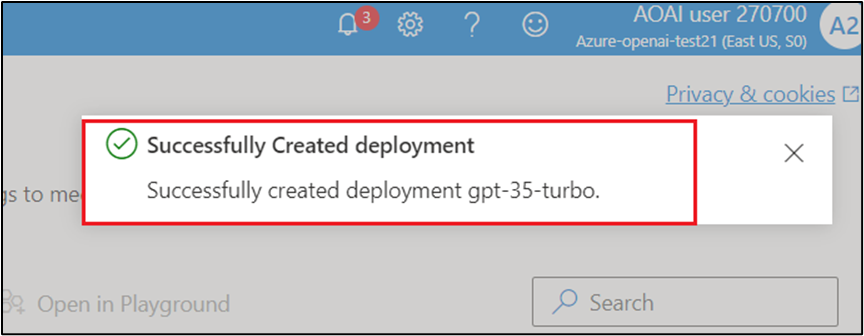 3
AOAI user 270700
A2
Azure-openai-test21 (East US, S0)
Privacy & cookies
Successfully Created deployment
Successfully created deployment gpt-35-turbo.
gs to me
Open in Playground
Search